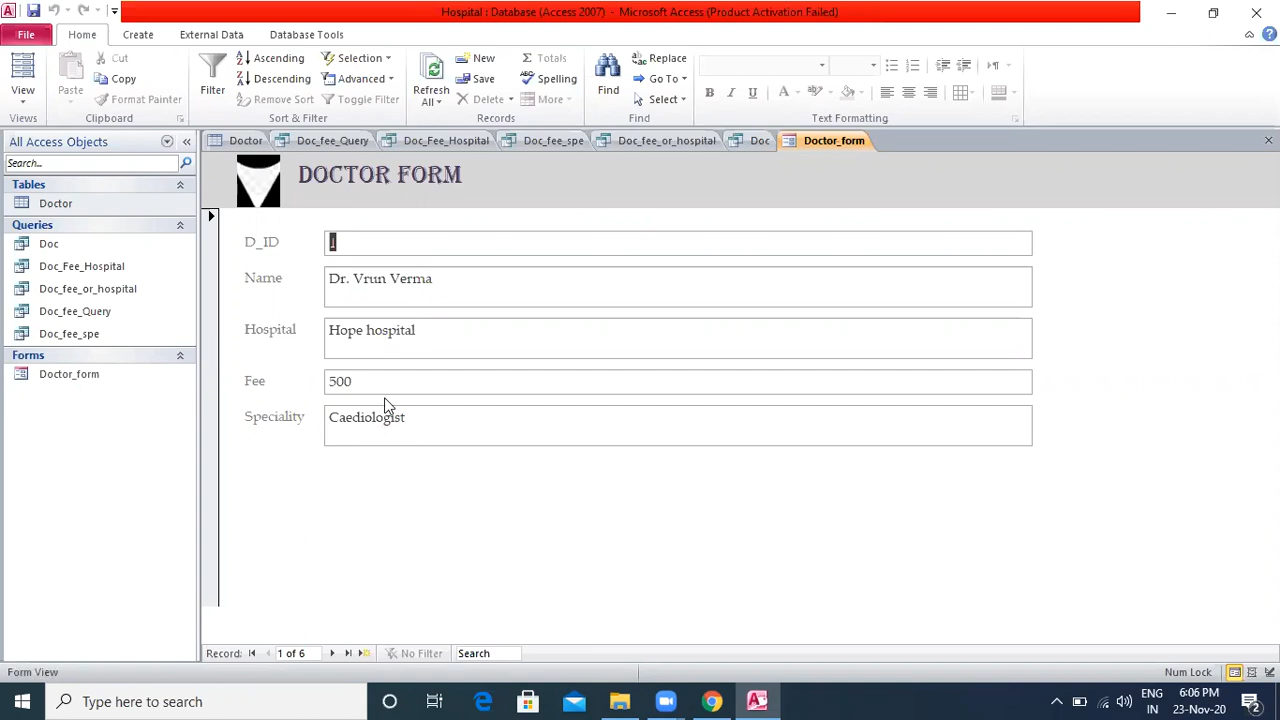 Hospital : Database (Access 2007) - Microsoft Access (Product Activation Failed)
File Home Create External Data Database Tools
View
Views
Paste
Cut
Copy
Format Painter
Clipboard
Filter
Ascending
Descending
Remove Sort
Selection
Advanced
Toggle Filter
Sort & Filter
Refresh
All
New
Save
Delete
Totals
Spelling
More
Records
Find
Replace
Go To
Select
Find
B I U A
Text Formatting
All Access Objects
Search...
Tables
Doctor
Queries
Doc
Doc_Fee_Hospital
Doc_fee_or_hospital
Doc_fee_Query
Doc_fee_spe
Forms
Doctor_form
Doctor Doc_fee_Query Doc_Fee_Hospital Doc_fee_spe Doc_fee_or_hospital Doc Doctor_form
DOCTOR FORM
D_ID 1
Name Dr. Vrun Verma
Hospital Hope hospital
Fee 500
Speciality Caediologist
Record: 1 of 6 No Filter Search
Form View Num Lock
Type here to search
ENG
IN
6:06 PM
23-Nov-20
2